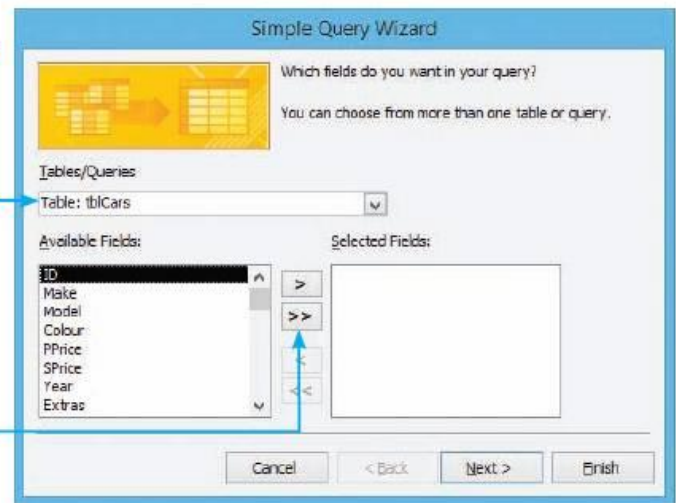 Simple Query Wizard
Which fields do you want in your query?
You can choose from more than one table or query.
Tables/Queries
Table: tblCars
Available Fields:
Selected Fields:
ID
Make
Model
Colour
PPrice
SPrice
Year
Extras
>
>>
<
<<
Cancel
< Back
Next >
Finish